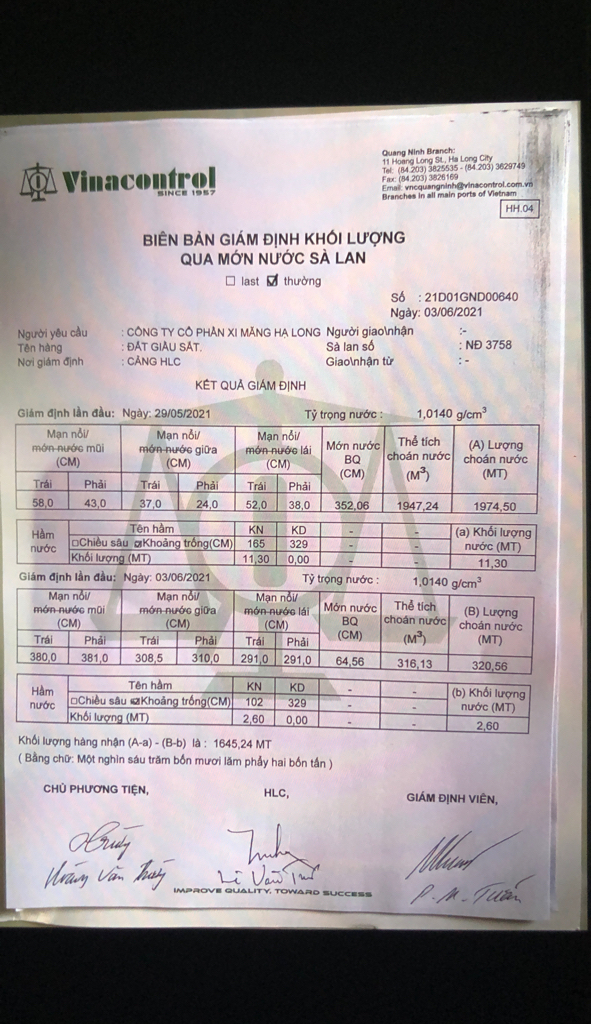 Vinacontrol
SINCE 1957
Quang Ninh Branch:
11 Hoang Long St., Ha Long City
Tel: (84.203) 3825535 - (84.203) 3629749
Fax: (84.203) 3826169
Email: vncquangninh@vinacontrol.com.vn
Branches in all main ports of Vietnam
HH.04
BIÊN BẢN GIÁM ĐỊNH KHỐI LƯỢNG
QUA MỚN NƯỚC SÀ LAN
☐ last ☑ thường
Số : 21D01GND00640
Ngày: 03/06/2021
Người yêu cầu : CÔNG TY CỔ PHẦN XI MĂNG HẠ LONG Người giao\nhận :-
Tên hàng : ĐẤT GIÀU SẮT. Sà lan số : NĐ 3758
Nơi giám định : CẢNG HLC Giao\nhận từ : -
KẾT QUẢ GIÁM ĐỊNH
Giám định lần đầu: Ngày: 29/05/2021 Tỷ trọng nước : 1,0140 g/cm³
Mạn nổi/ mớn nước mũi (CM) Mạn nổi/ mớn nước giữa (CM) Mạn nổi/ mớn nước lái (CM) Mớn nước BQ (CM) Thể tích choán nước (M³) (A) Lượng choán nước (MT)
Trái Phải Trái Phải Trái Phải
58,0 43,0 37,0 24,0 52,0 38,0 352,06 1947,24 1974,50
Hầm nước Tên hầm KN KD - - (a) Khối lượng nước (MT)
☐Chiều sâu ☑Khoảng trống(CM) 165 329 - -
Khối lượng (MT) 11,30 0,00 - - 11,30
Giám định lần đầu: Ngày: 03/06/2021 Tỷ trọng nước : 1,0140 g/cm³
Mạn nổi/ mớn nước mũi (CM) Mạn nổi/ mớn nước giữa (CM) Mạn nổi/ mớn nước lái (CM) Mớn nước BQ (CM) Thể tích choán nước (M³) (B) Lượng choán nước (MT)
Trái Phải Trái Phải Trái Phải
380,0 381,0 308,5 310,0 291,0 291,0 64,56 316,13 320,56
Hầm nước Tên hầm KN KD - - (b) Khối lượng nước (MT)
☐Chiều sâu ☑Khoảng trống(CM) 102 329 - -
Khối lượng (MT) 2,60 0,00 - - 2,60
Khối lượng hàng nhận (A-a) - (B-b) là : 1645,24 MT
( Bằng chữ: Một nghìn sáu trăm bốn mươi lăm phẩy hai bốn tấn )
CHỦ PHƯƠNG TIỆN, HLC, GIÁM ĐỊNH VIÊN,
Hoàng Văn Thúy Lê Văn P. M. Tuấn
IMPROVE QUALITY, TOWARD SUCCESS